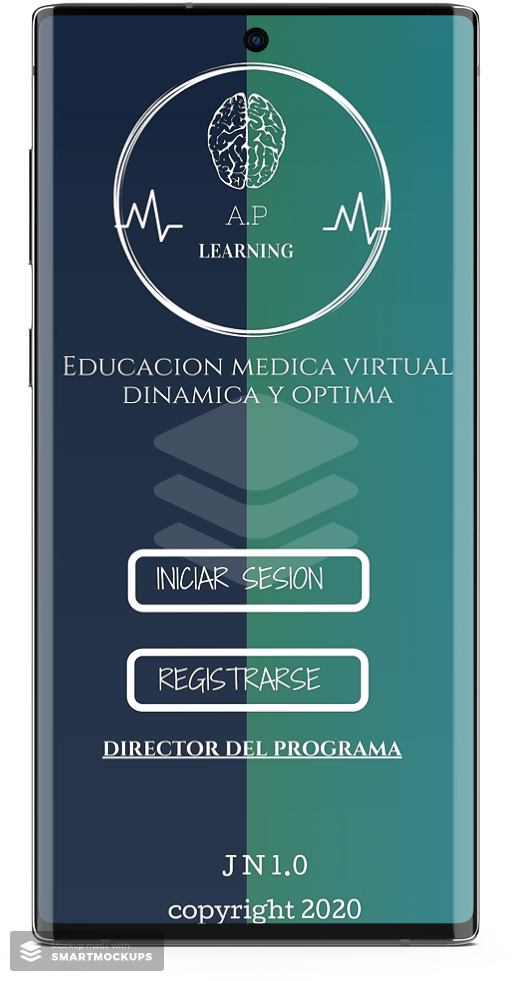 A.P
LEARNING
EDUCACION MEDICA VIRTUAL
DINAMICA Y OPTIMA
INICIAR SESION
REGISTRARSE
DIRECTOR DEL PROGRAMA
J N 1.0
copyright 2020
Mockup made with
SMARTMOCKUPS